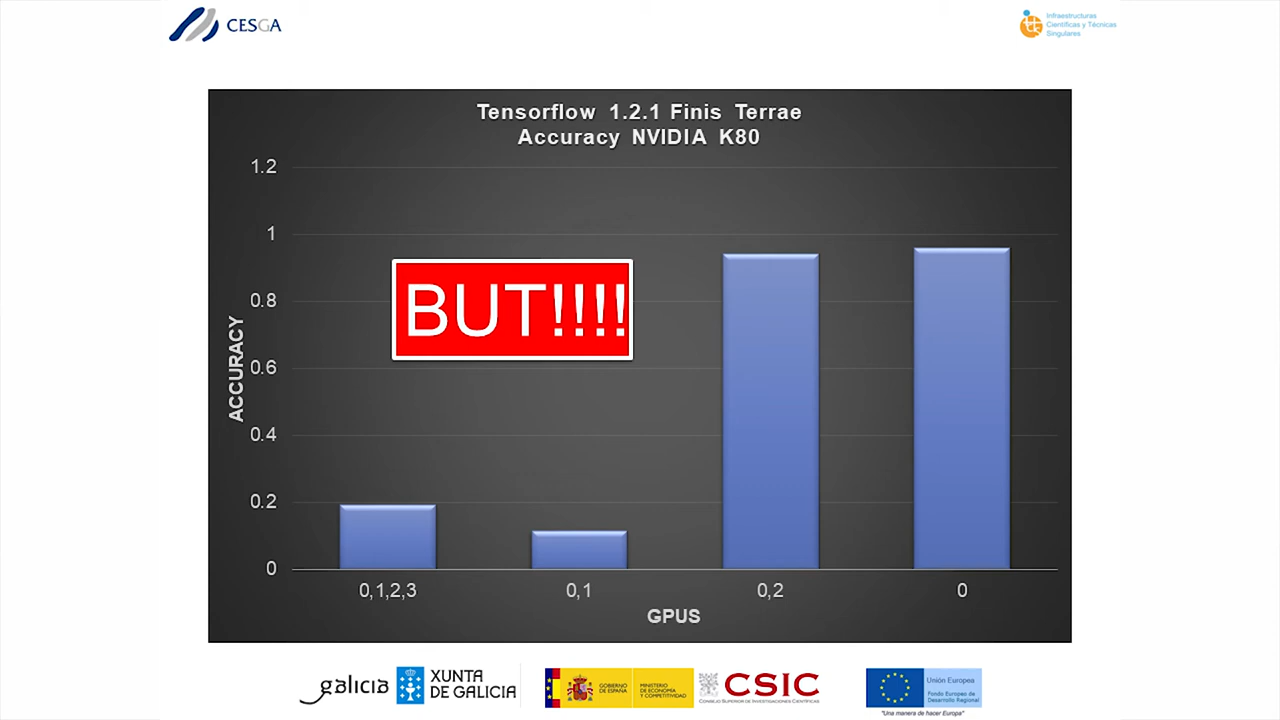 CESGA
Infraestructuras
Científicas y Técnicas
Singulares
Tensorflow 1.2.1 Finis Terrae
Accuracy NVIDIA K80
1.2
1
0.8
0.6
0.4
0.2
0
ACCURACY
BUT!!!!
0,1,2,3
0,1
0,2
0
GPUS
galicia
XUNTA
DE GALICIA
GOBIERNO
DE ESPAÑA
MINISTERIO
DE ECONOMÍA
Y COMPETITIVIDAD
CSIC
CONSEJO SUPERIOR DE INVESTIGACIONES CIENTÍFICAS
Unión Europea
Fondo Europeo de
Desarrollo Regional
"Una manera de hacer Europa"